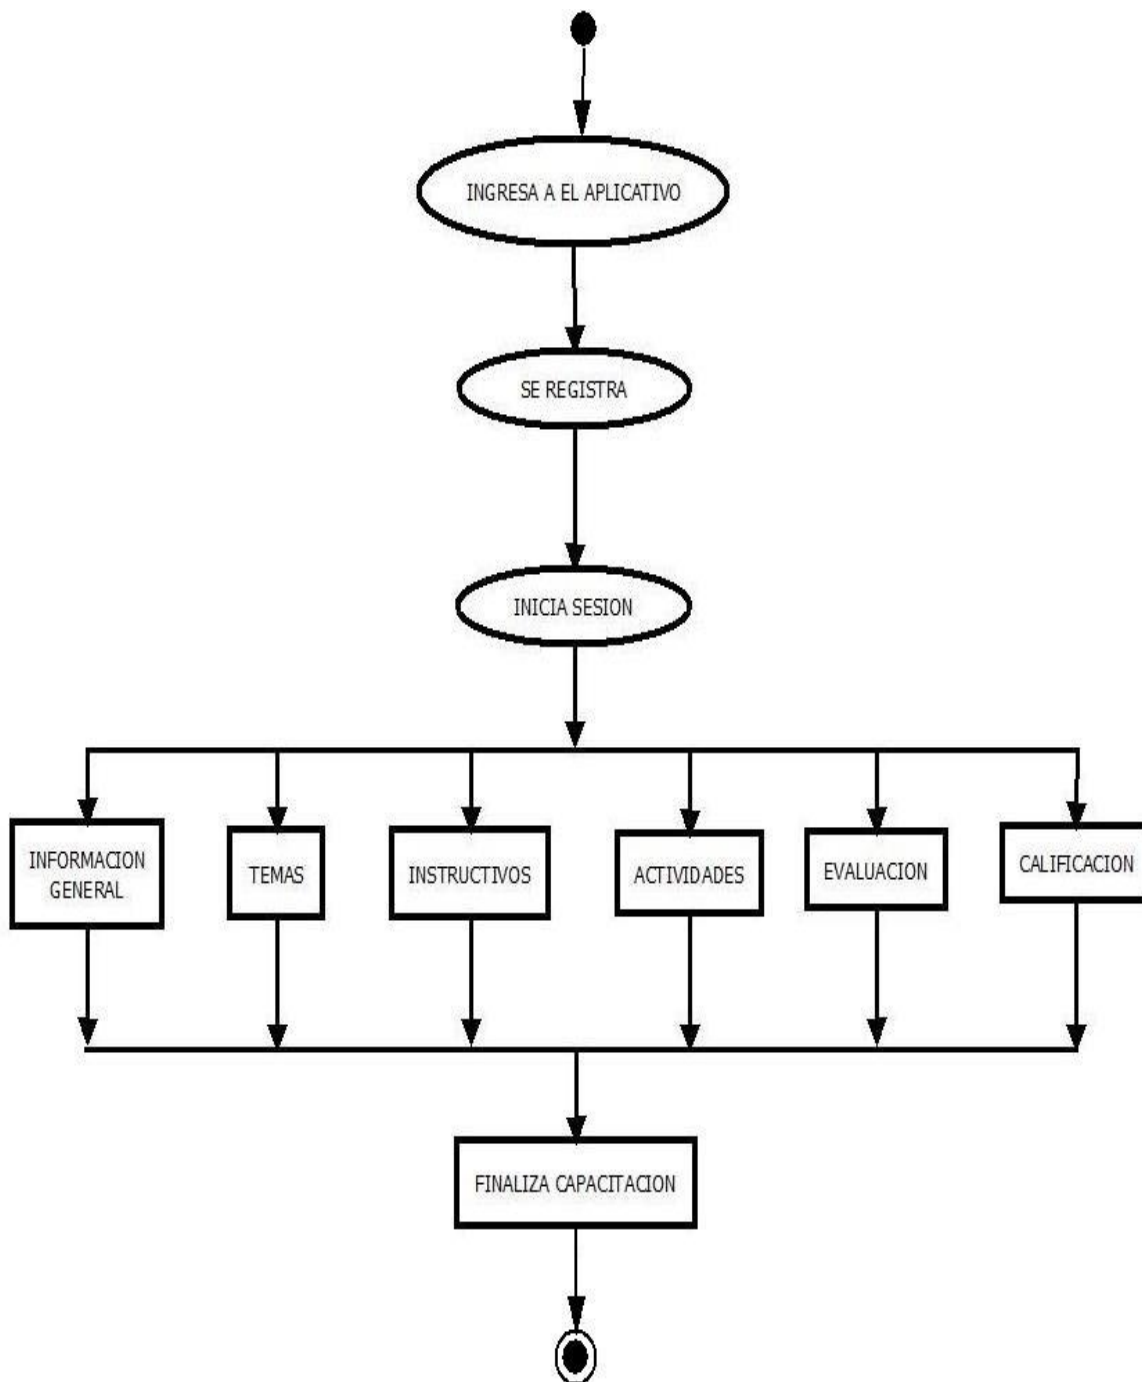 INGRESA A EL APLICATIVO
SE REGISTRA
INICIA SESION
INFORMACION
GENERAL
TEMAS
INSTRUCTIVOS
ACTIVIDADES
EVALUACION
CALIFICACION
FINALIZA CAPACITACION